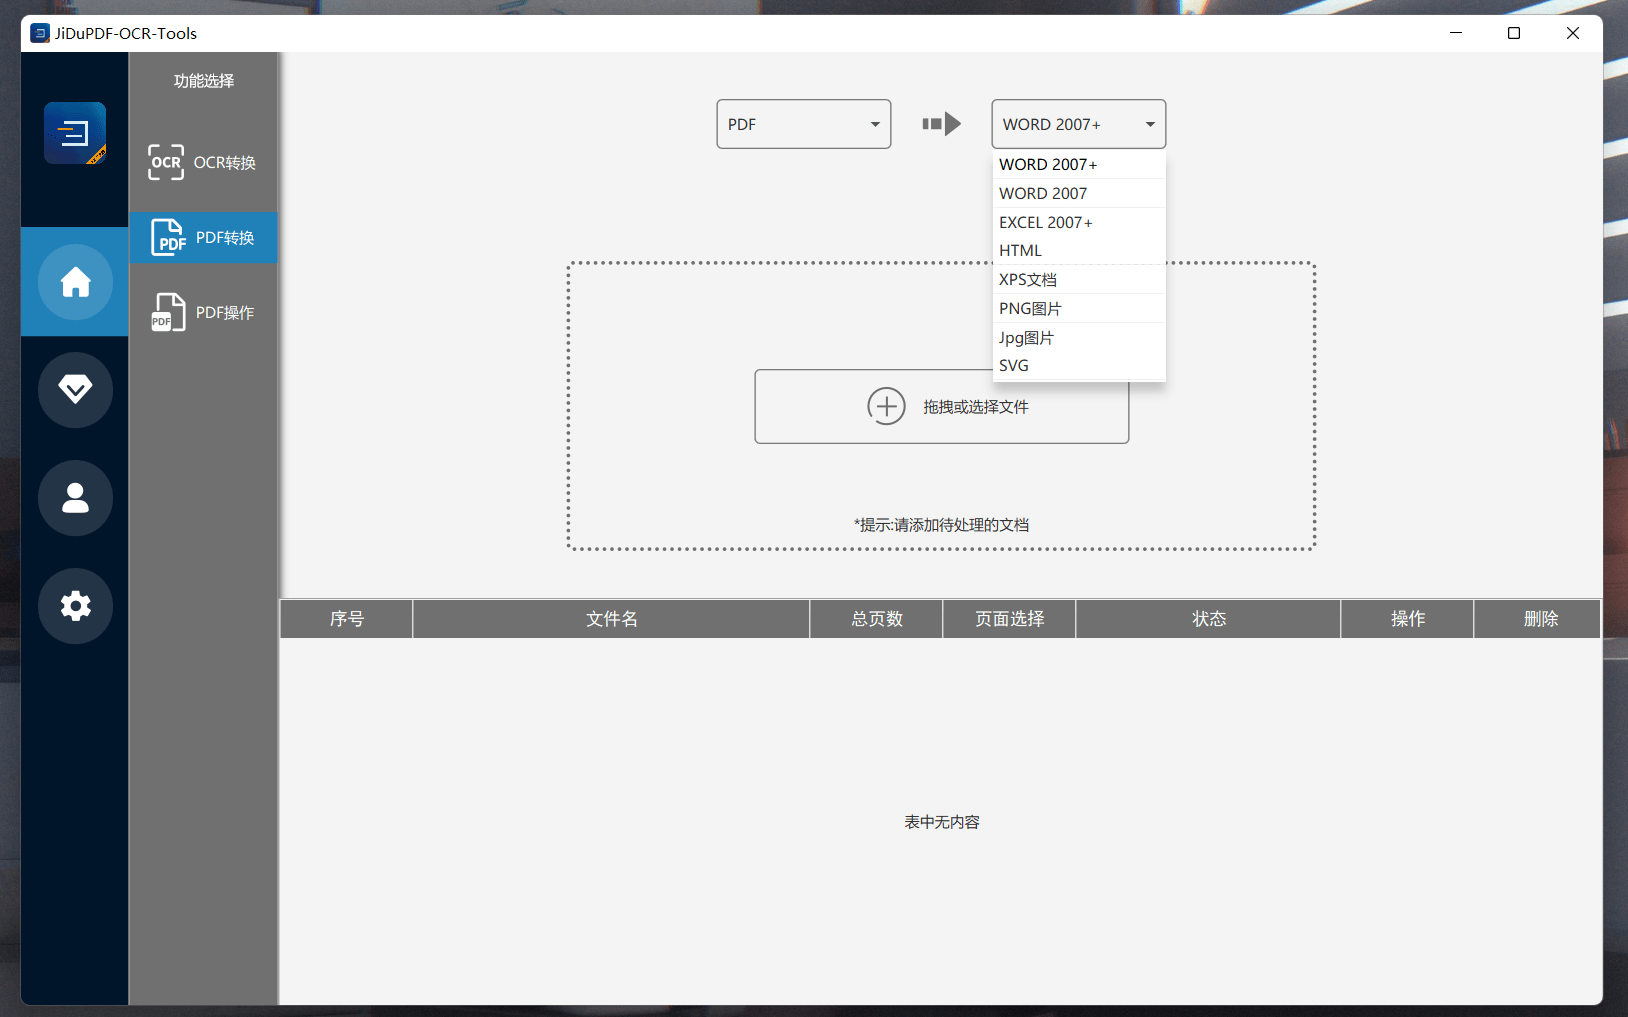 JiDuPDF-OCR-Tools
功能选择
OCR
OCR转换
PDF
PDF转换
PDF
PDF操作
PDF
WORD 2007+
WORD 2007+
WORD 2007
EXCEL 2007+
HTML
XPS文档
PNG图片
Jpg图片
SVG
拖拽或选择文件
*提示:请添加待处理的文档
序号 文件名 总页数 页面选择 状态 操作 删除
表中无内容